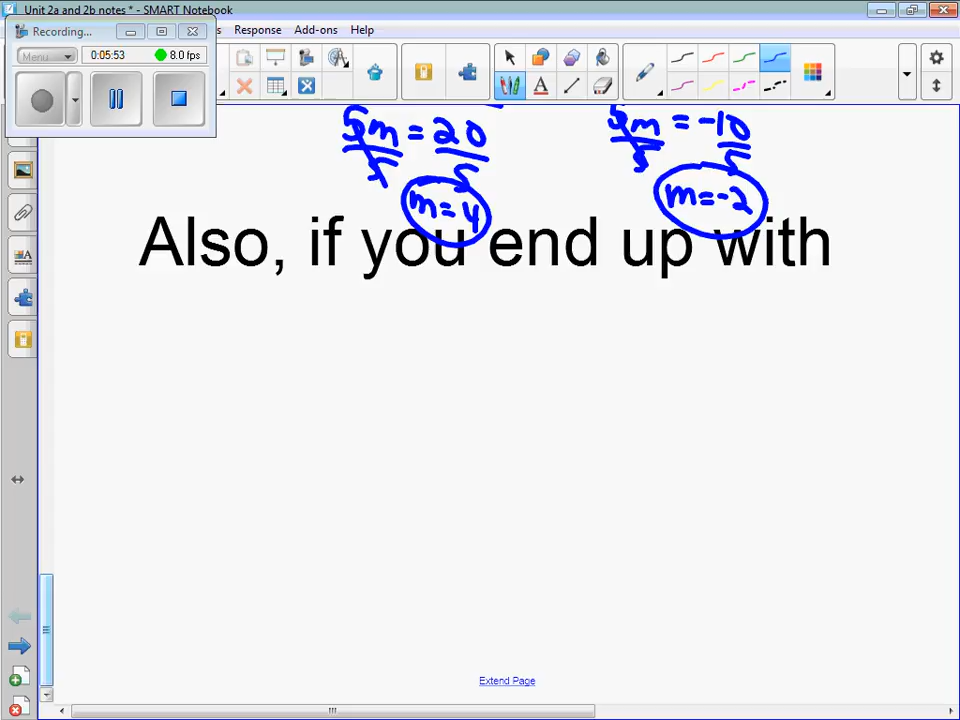 Unit 2a and 2b notes * - SMART Notebook
Recording...
Response Add-ons Help
Menu 0:05:53 8.0 fps
5m = 20 5m = -10
5 5 5 5
m = 4 m = -2
Also, if you end up with
Extend Page